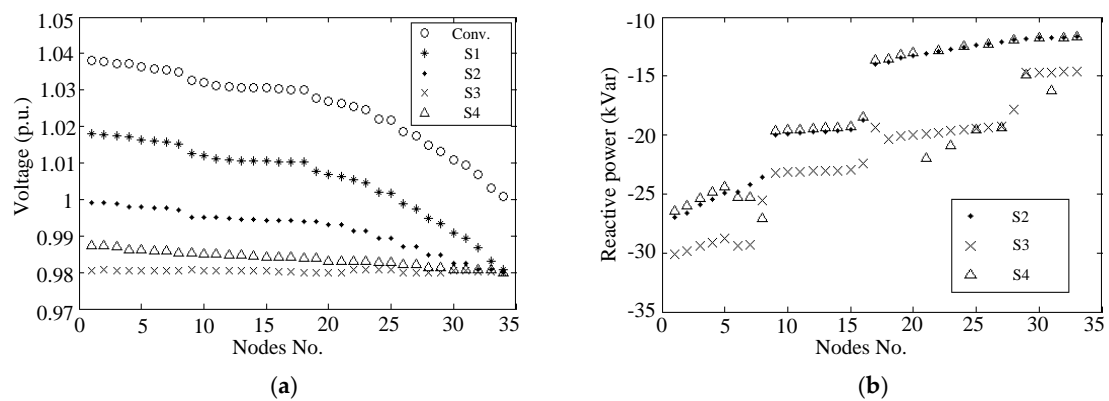 1.05
1.04
1.03
1.02
1.01
1
0.99
0.98
0.97
Voltage (p.u.)
0 5 10 15 20 25 30 35
Nodes No.
Conv.
S1
S2
S3
S4
(a)
-10
-15
-20
-25
-30
-35
Reactive power (kVar)
0 5 10 15 20 25 30 35
Nodes No.
S2
S3
S4
(b)